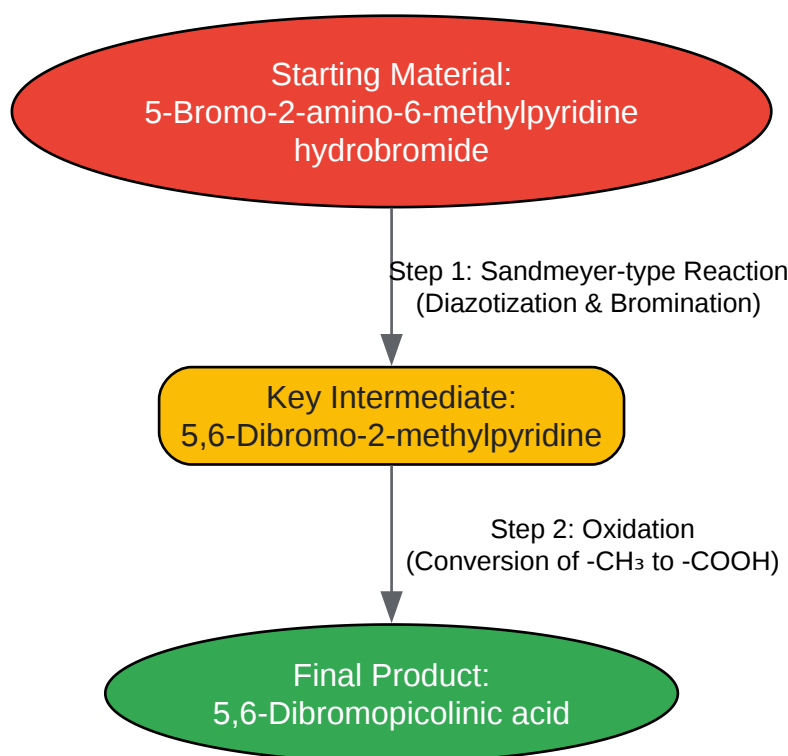 Starting Material:
5-Bromo-2-amino-6-methylpyridine
hydrobromide
Step 1: Sandmeyer-type Reaction
(Diazotization & Bromination)
Key Intermediate:
5,6-Dibromo-2-methylpyridine
Step 2: Oxidation
(Conversion of -CH₃ to -COOH)
Final Product:
5,6-Dibromopicolinic acid